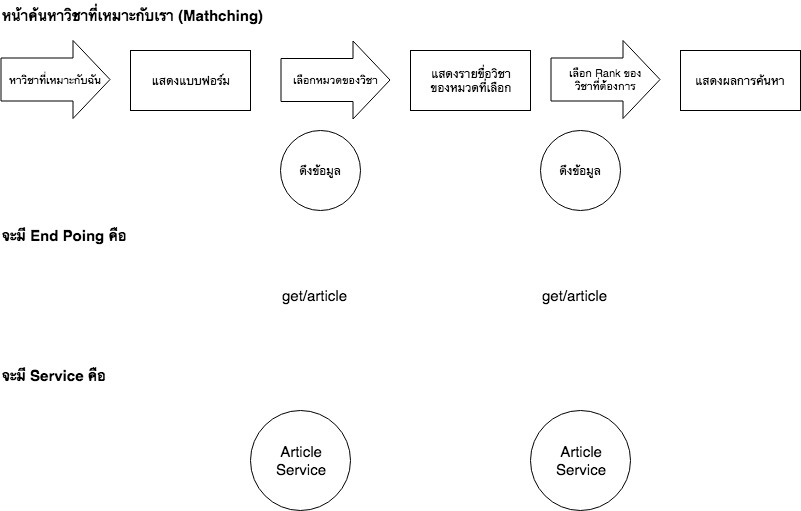 หน้าค้นหาวิชาที่เหมาะกับเรา (Mathching)
หาวิชาที่เหมาะกับฉัน
แสดงแบบฟอร์ม
เลือกหมวดของวิชา
แสดงรายชื่อวิชา
ของหมวดที่เลือก
เลือก Rank ของ
วิชาที่ต้องการ
แสดงผลการค้นหา
ดึงข้อมูล
ดึงข้อมูล
จะมี End Poing คือ
get/article
get/article
จะมี Service คือ
Article
Service
Article
Service